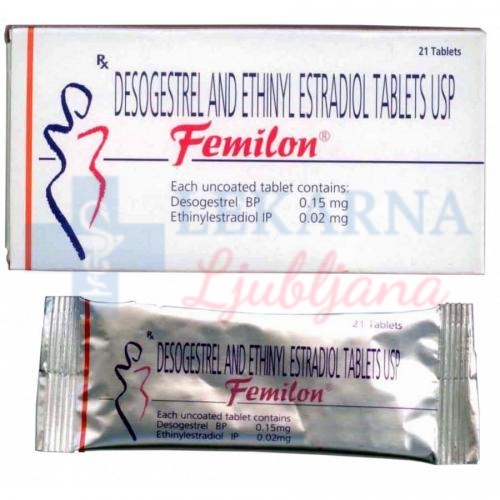 21 Tablets
Rx
DESOGESTREL AND ETHINYL ESTRADIOL TABLETS USP
Femilon®
Each uncoated tablet contains:
Desogestrel BP 0.15 mg
Ethinylestradiol IP 0.02 mg
LEKARNA
Ljubljana
21 Tablets
Rx
DESOGESTREL AND ETHINYL ESTRADIOL TABLETS USP
Femilon®
Each uncoated tablet contains
Desogestrel BP 0.15mg
Ethinylestradiol IP 0.02mg